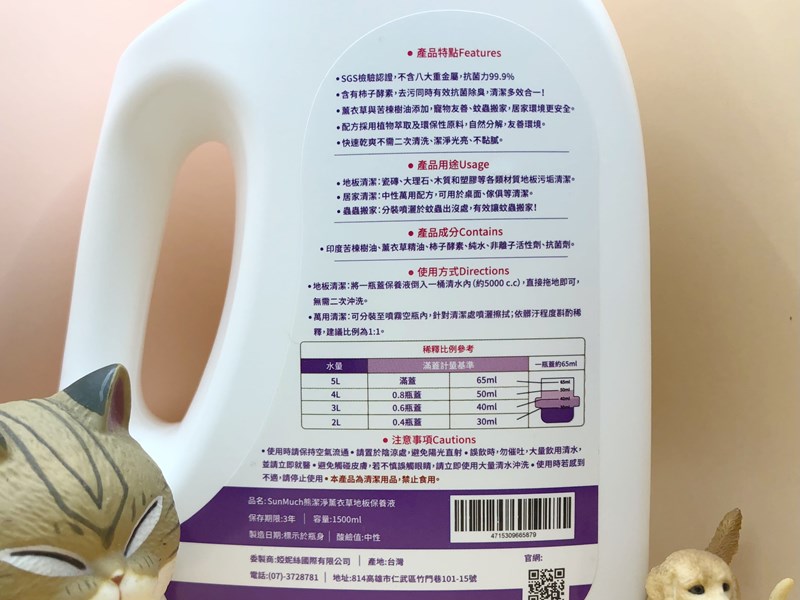 • 產品特點Features
•SGS檢驗認證,不含八大重金屬,抗菌力99.9%
•含有柿子酵素,去污同時有效抗菌除臭,清潔多效合一!
•薰衣草與苦楝樹油添加,寵物友善、蚊蟲搬家,居家環境更安全。
•配方採用植物萃取及環保性原料,自然分解,友善環境。
•快速乾爽不需二次清洗、潔淨光亮、不黏膩。
• 產品用途Usage
• 地板清潔:瓷磚、大理石、木質和塑膠等各類材質地板污垢清潔。
• 居家清潔:中性萬用配方,可用於桌面、傢俱等清潔。
• 蟲蟲搬家:分裝噴灑於蚊蟲出沒處,有效讓蚊蟲搬家!
• 產品成分Contains
• 印度苦楝樹油、薰衣草精油、柿子酵素、純水、非離子活性劑、抗菌劑。
• 使用方式Directions
•地板清潔:將一瓶蓋保養液倒入一桶清水內(約5000 c.c),直接拖地即可,
無需二次沖洗。
•萬用清潔:可分裝至噴霧空瓶內,針對清潔處噴灑擦拭;依髒汙程度斟酌稀
釋,建議比例為1:1。
稀釋比例參考
水量 滿蓋計量基準 一瓶蓋約65ml
5L 滿蓋 65ml
4L 0.8瓶蓋 50ml
3L 0.6瓶蓋 40ml
2L 0.4瓶蓋 30ml
65ml
50ml
40ml
30ml
• 注意事項Cautions
•使用時請保持空氣流通•請置於陰涼處,避免陽光直射•誤飲時,勿催吐,大量飲用清水,
並請立即就醫•避免觸碰皮膚,若不慎誤觸眼睛,請立即使用大量清水沖洗•使用時若感到
不適,請停止使用•本產品為清潔用品,禁止食用。
品名:SunMuch熊潔淨薰衣草地板保養液
保存期限:3年 | 容量:1500ml
製造日期:標示於瓶身 | 酸鹼值:中性
4715309665879
委製商:婭妮絲國際有限公司 | 產地:台灣
電話:(07)-3728781 | 地址:814高雄市仁武區竹門巷101-15號
官網: